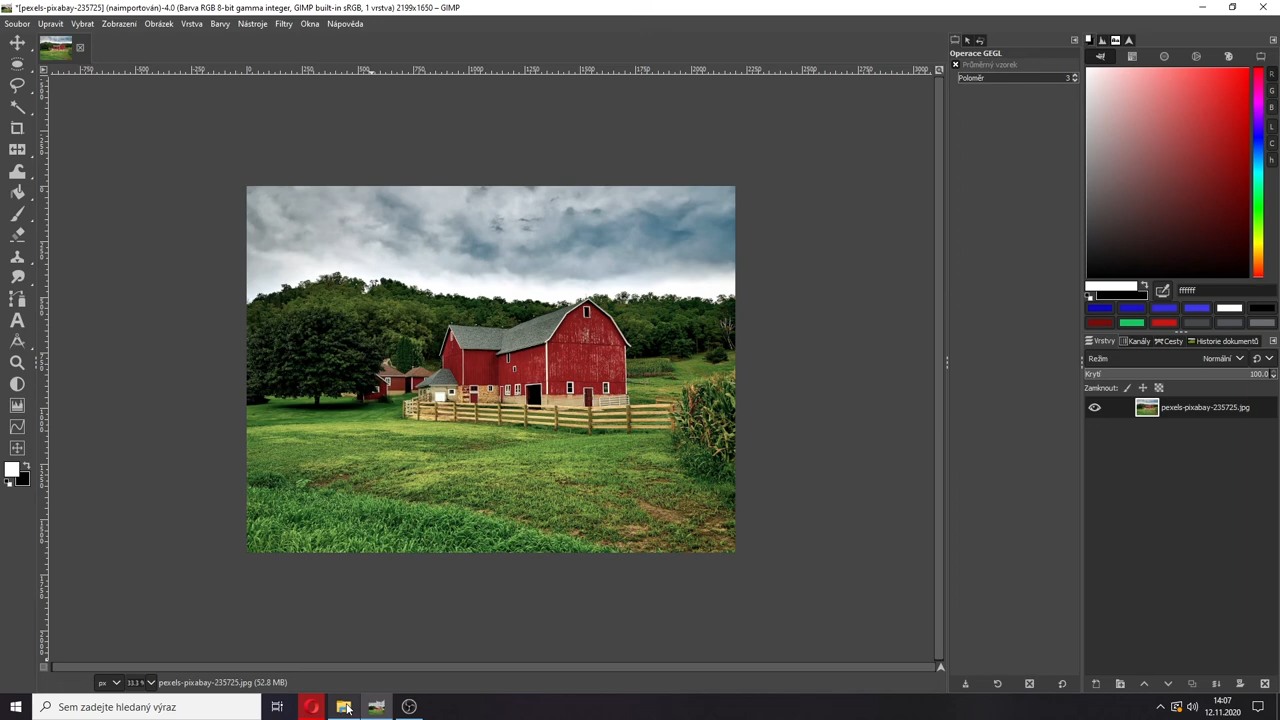 *[pexels-pixabay-235725] (naimportován)-4.0 (Barva RGB 8-bit gamma integer, GIMP built-in sRGB, 1 vrstva) 2199x1650 – GIMP
Soubor Upravit Vybrat Zobrazení Obrázek Vrstva Barvy Nástroje Filtry Okna Nápověda
Operace GEGL
Průměrný vzorek
Poloměr 3
R
G
B
L
C
h
ffffff
Vrstvy Kanály Cesty Historie dokumentů
Režim Normální
Krytí 100.0
Zamknout:
pexels-pixabay-235725.jpg
px 33.3 % pexels-pixabay-235725.jpg (52.8 MB)
Sem zadejte hledaný výraz
14:07
12.11.2020